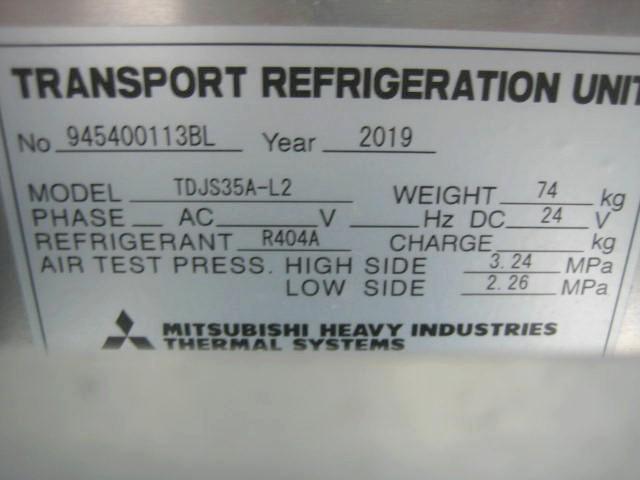 TRANSPORT REFRIGERATION UNIT
No 945400113BL Year 2019
MODEL TDJS35A-L2 WEIGHT 74 kg
PHASE AC V Hz DC 24 V
REFRIGERANT R404A CHARGE kg
AIR TEST PRESS. HIGH SIDE 3.24 MPa
LOW SIDE 2.26 MPa
MITSUBISHI HEAVY INDUSTRIES
THERMAL SYSTEMS